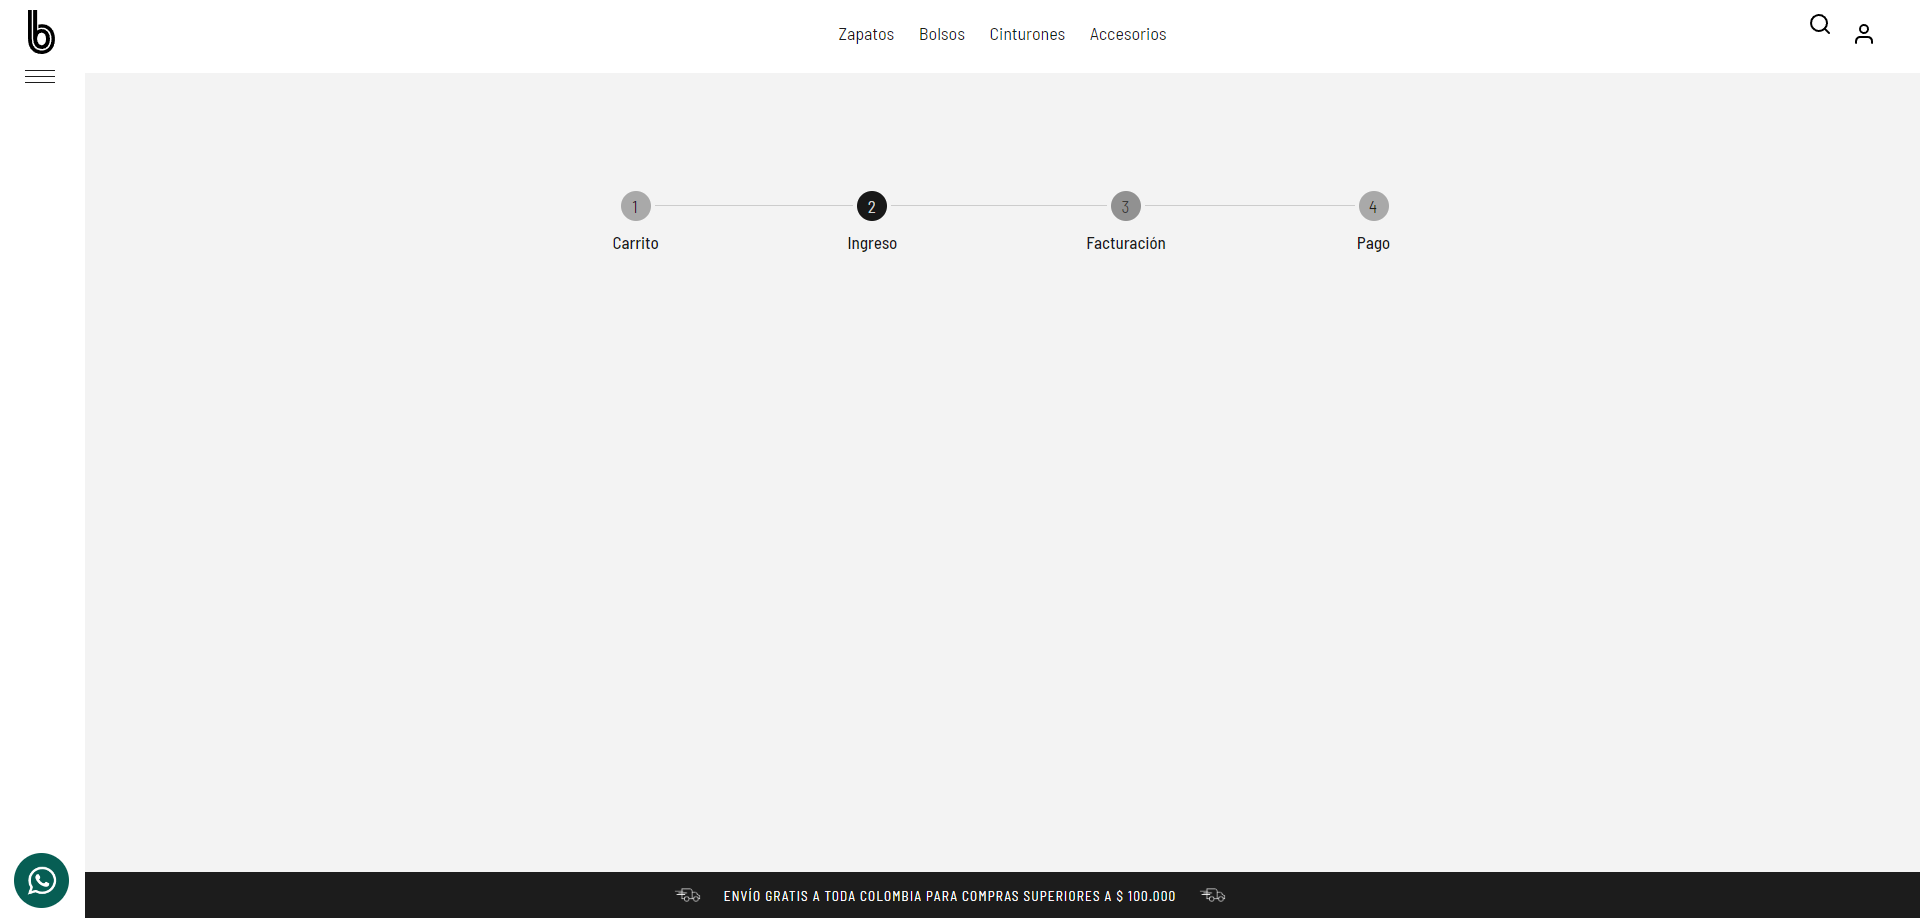 b
Zapatos Bolsos Cinturones Accesorios
1 2 3 4
Carrito Ingreso Facturación Pago
ENVÍO GRATIS A TODA COLOMBIA PARA COMPRAS SUPERIORES A $ 100.000